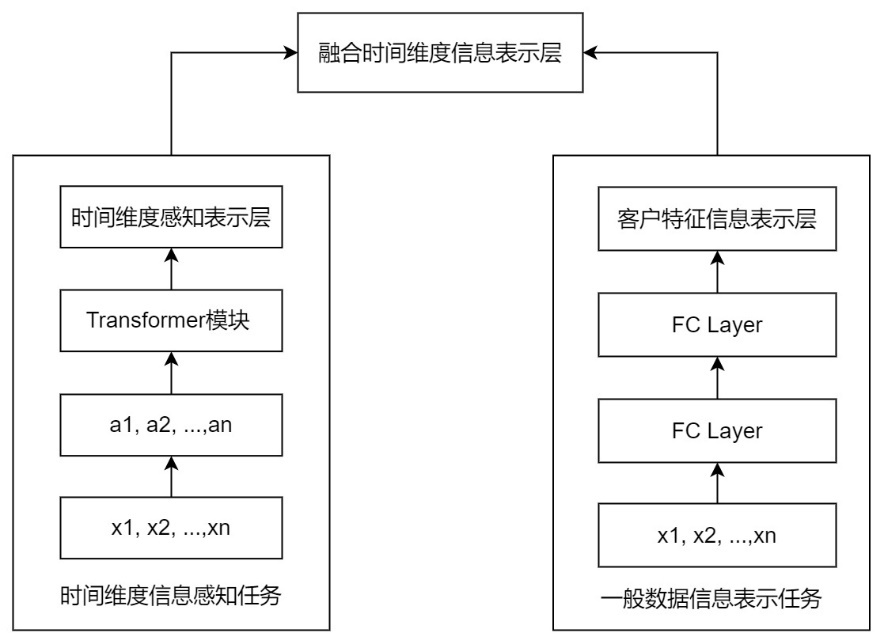 融合时间维度信息表示层
时间维度感知表示层
Transformer模块
a1, a2, ...,an
x1, x2, ...,xn
时间维度信息感知任务
客户特征信息表示层
FC Layer
FC Layer
x1, x2, ...,xn
一般数据信息表示任务